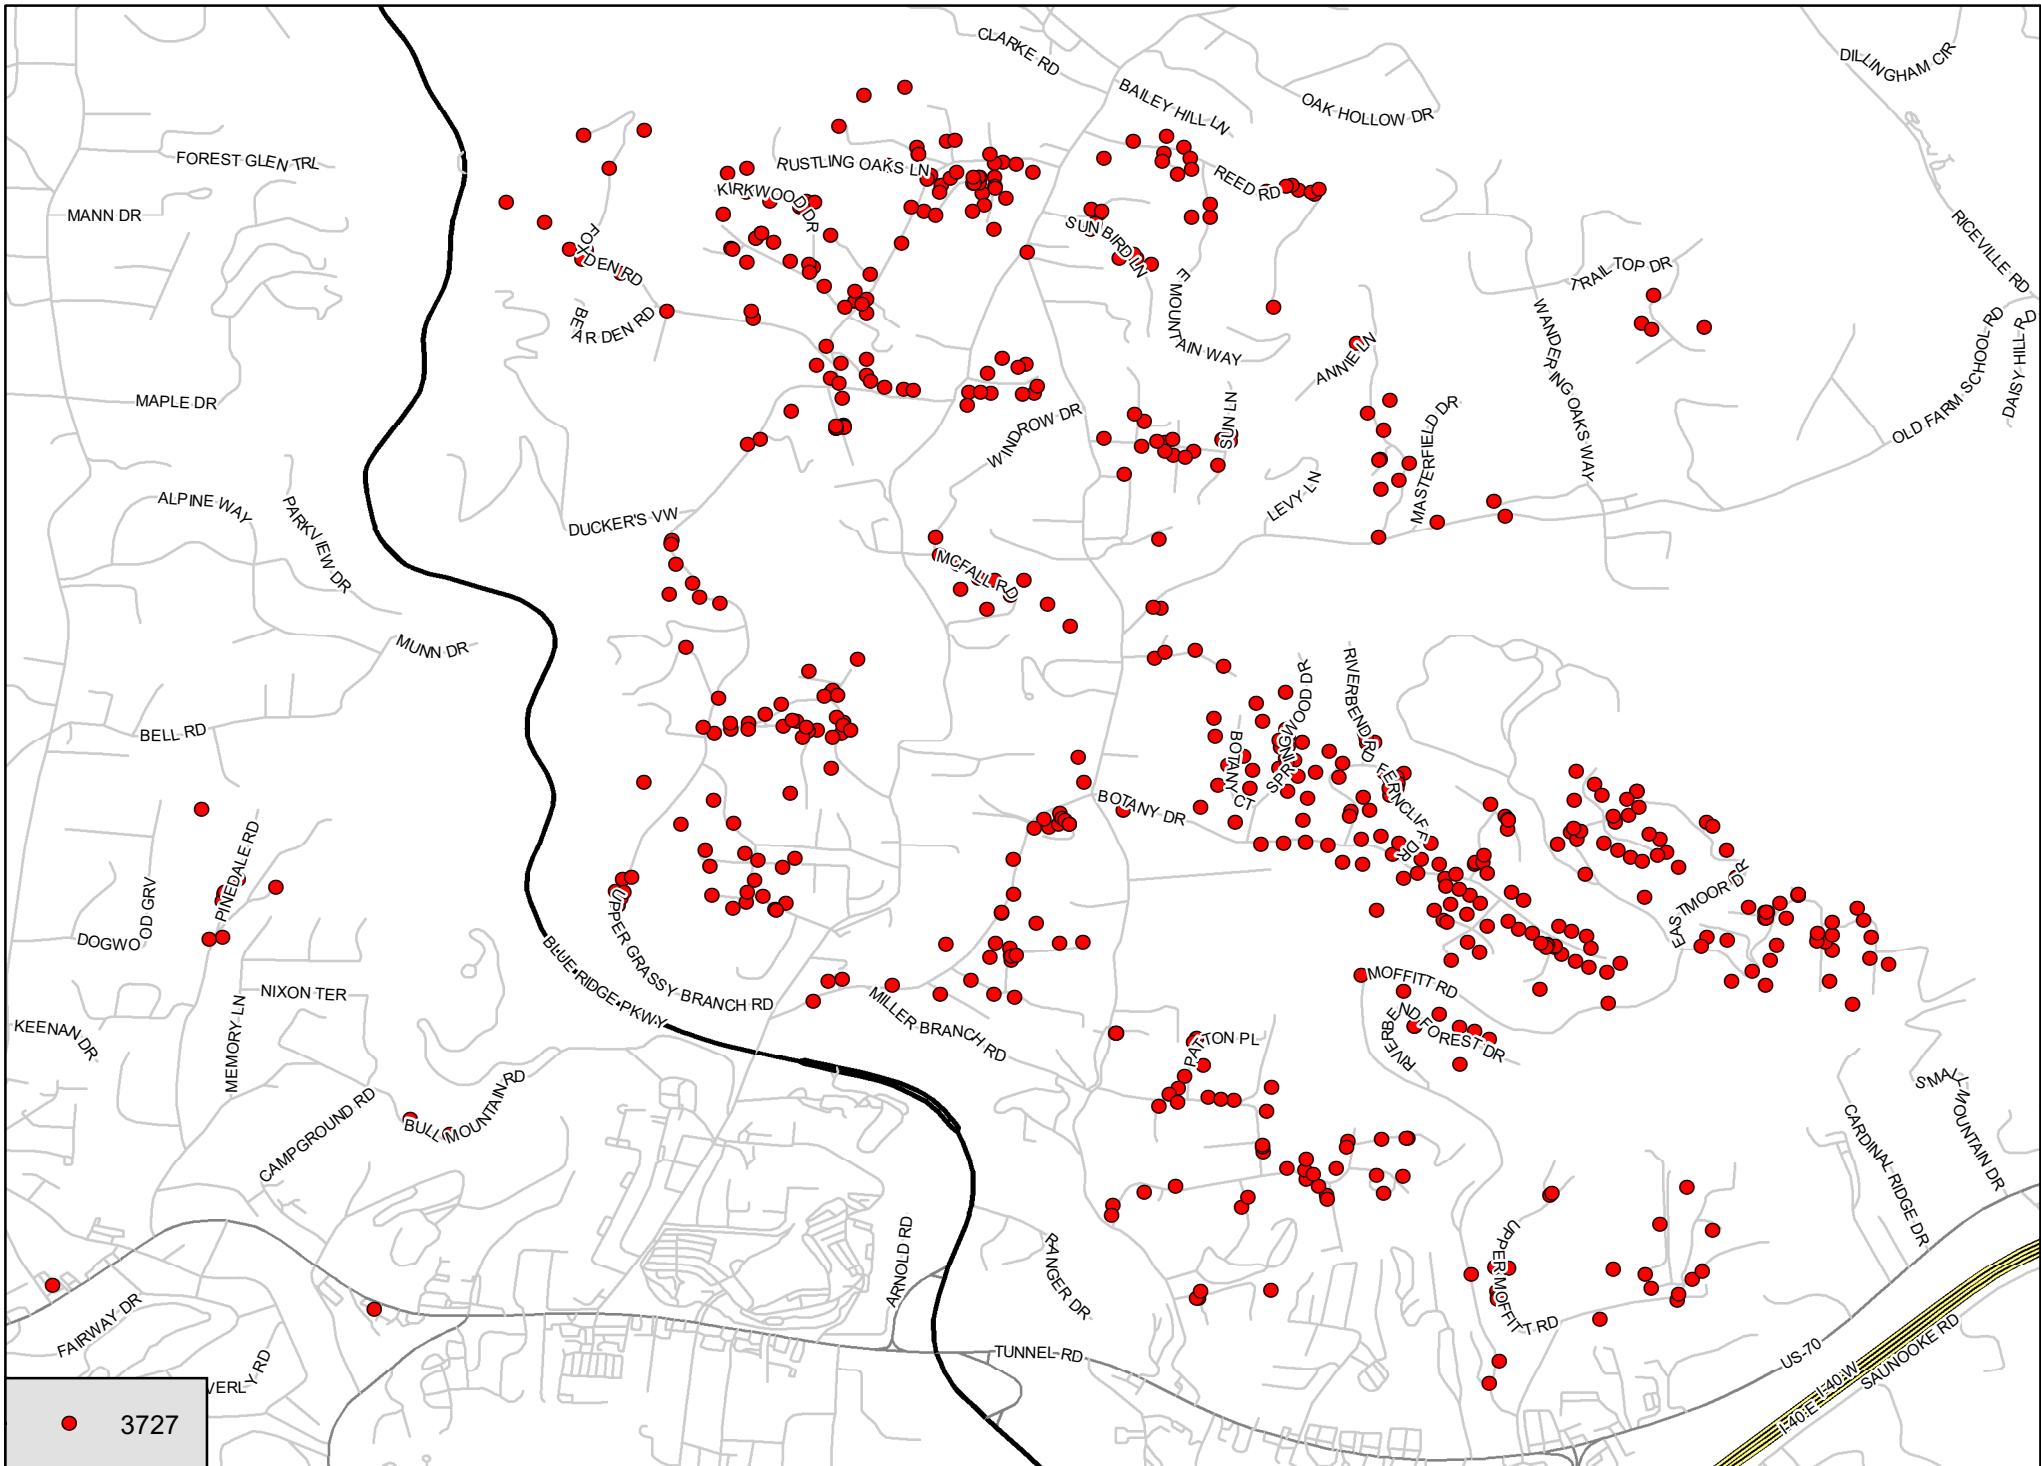 CLARKE RD
DILLINGHAM CIR
BAILEY HILL LN
OAK HOLLOW DR
FOREST GLEN TRL
RUSTLING OAKS LN
KIRKWOOD DR
REED RD
MANN DR
SUN BIRD LN
RICEVILLE RD
FOX DEN RD
TRAIL TOP DR
E MOUNTAIN WAY
BEARDEN RD
ANNIE LN
WANDERING OAKS WAY
OLD FARM SCHOOL RD
DAISY HILL RD
MAPLE DR
WINDROW DR
SUN LN
MASTERFIELD DR
ALPINE WAY
PARKVIEW DR
DUCKER'S VW
LEVY LN
MCFALL RD
MUNN DR
SPRINGWOOD DR
RIVERBEND RD
BELL RD
BOTANY CT
BOTANY DR
FERNCLIFF DR
PINEDALE RD
DOGWOOD GRV
EASTMOOR DR
UPPER GRASSY BRANCH RD
BLUE RIDGE PKWY
NIXON TER
MOFFITT RD
MILLER BRANCH RD
RIVERBEND FOREST DR
KEENAN DR
MEMORY LN
PATTON PL
SMALL MOUNTAIN DR
CAMPGROUND RD
BULL MOUNTAIN RD
CARDINAL RIDGE DR
ARNOLD RD
RANGER DR
UPPER MOFFITT RD
FAIRWAY DR
TUNNEL RD
US-70
I-40 W
SAUNOOKE RD
I-40 E
VERLY RD
3727